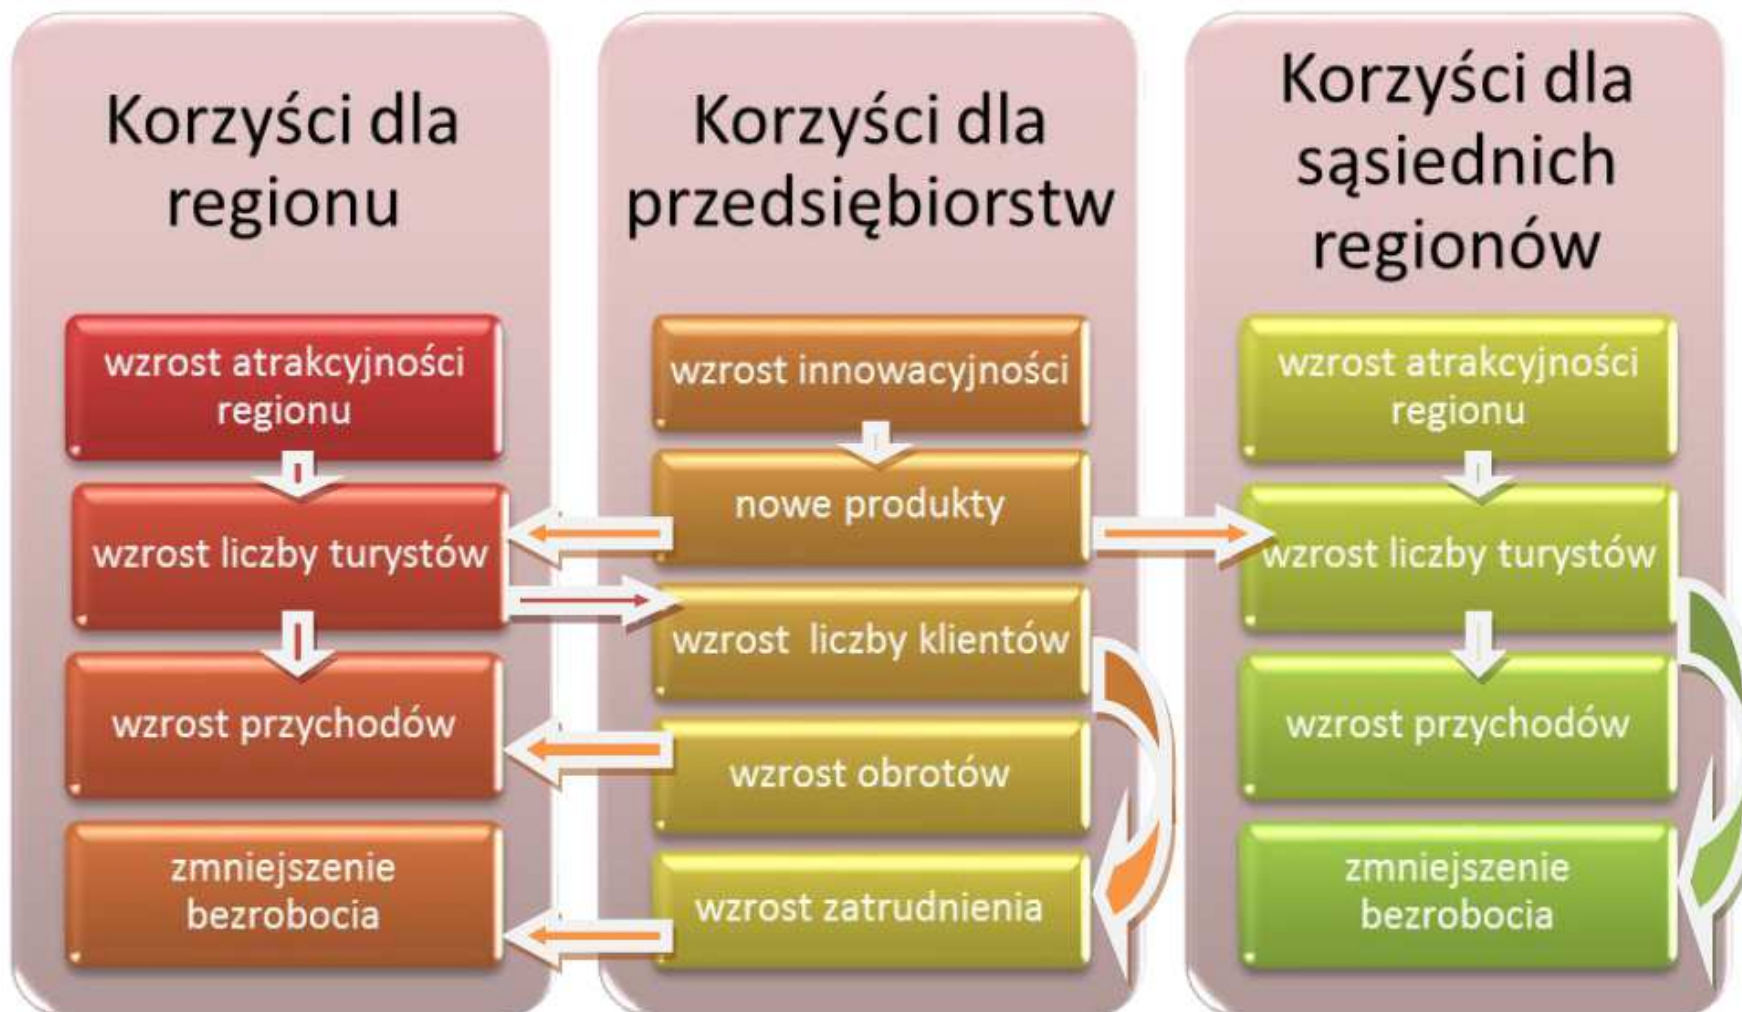 Korzyści dla
regionu
wzrost atrakcyjności
regionu
wzrost liczby turystów
wzrost przychodów
zmniejszenie
bezrobocia
Korzyści dla
przedsiębiorstw
wzrost innowacyjności
nowe produkty
wzrost liczby klientów
wzrost obrotów
wzrost zatrudnienia
Korzyści dla
sąsiednich
regionów
wzrost atrakcyjności
regionu
wzrost liczby turystów
wzrost przychodów
zmniejszenie
bezrobocia